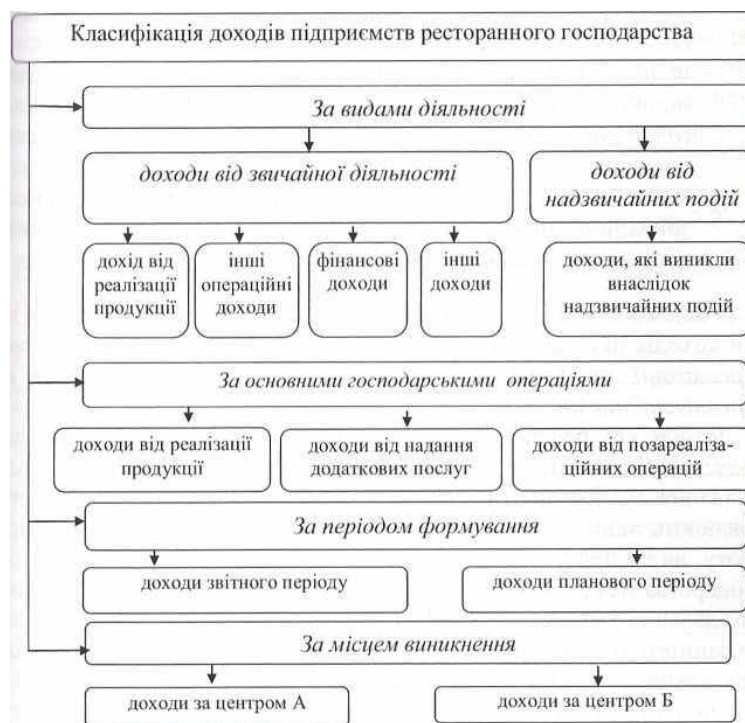 Класифікація доходів підприємств ресторанного господарства
За видами діяльності
доходи від звичайної діяльності
доходи від
надзвичайних подій
дохід від
реалізації
продукції
інші
операційні
доходи
фінансові
доходи
інші
доходи
доходи, які виникли
внаслідок
надзвичайних подій
За основними господарськими операціями
доходи від реалізації
продукції
доходи від надання
додаткових послуг
доходи від позареаліза-
ційних операцій
За періодом формування
доходи звітного періоду
доходи планового періоду
За місцем виникнення
доходи за центром А
доходи за центром Б